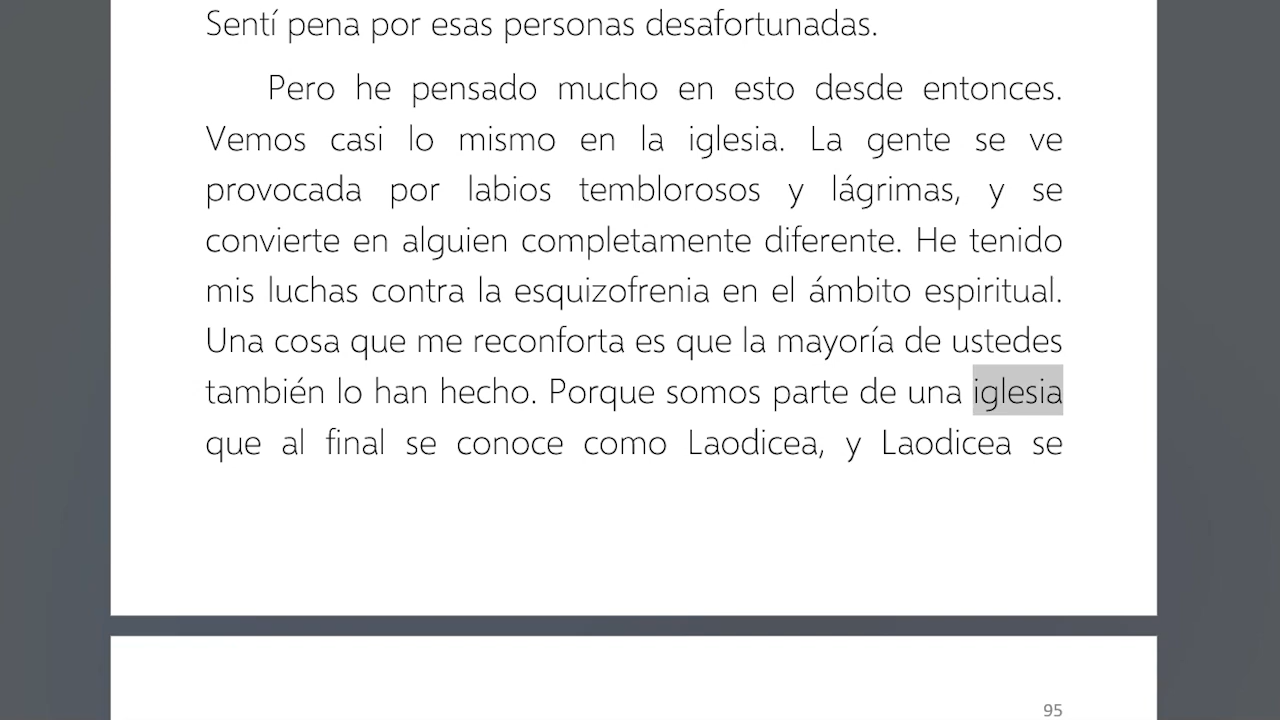 Sentí pena por esas personas desafortunadas.
Pero he pensado mucho en esto desde entonces.
Vemos casi lo mismo en la iglesia. La gente se ve
provocada por labios temblorosos y lágrimas, y se
convierte en alguien completamente diferente. He tenido
mis luchas contra la esquizofrenia en el ámbito espiritual.
Una cosa que me reconforta es que la mayoría de ustedes
también lo han hecho. Porque somos parte de una iglesia
que al final se conoce como Laodicea, y Laodicea se
95